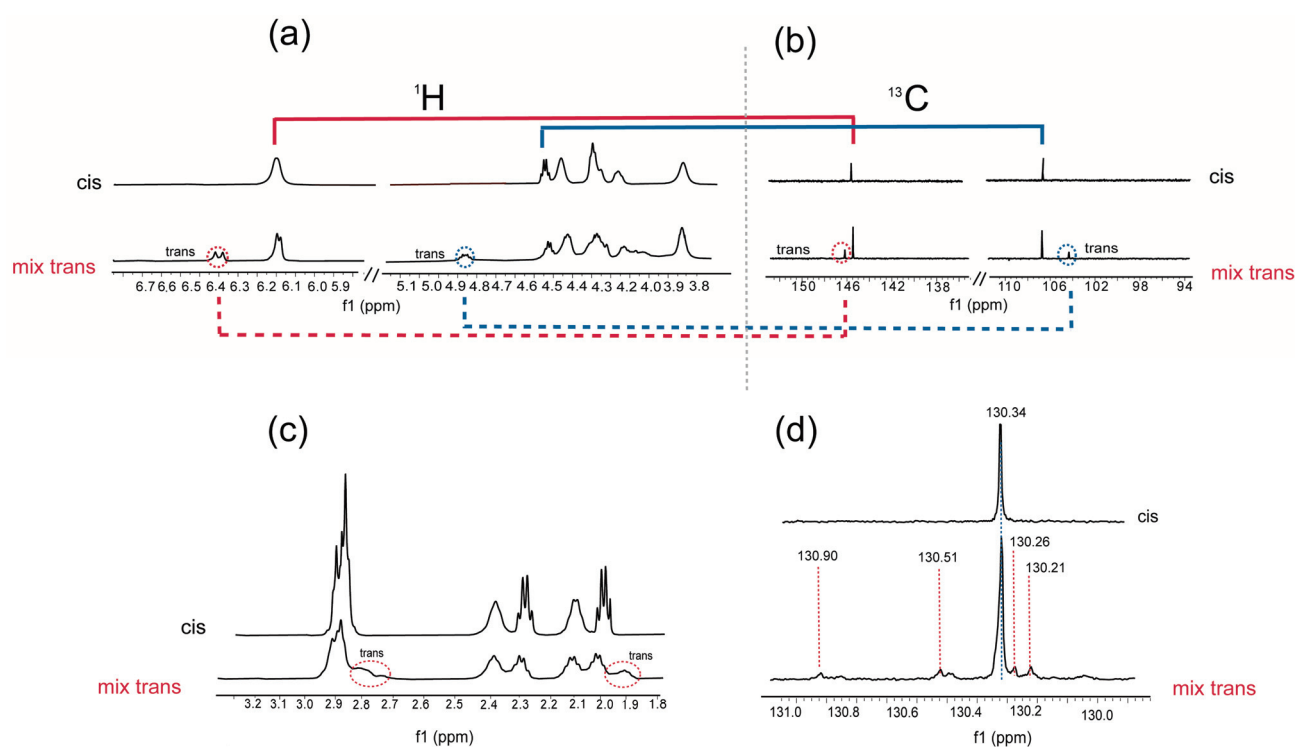 (a)
(b)
1H
13C
cis
cis
trans
trans
trans
trans
mix trans
mix trans
6.7 6.6 6.5 6.4 6.3 6.2 6.1 6.0 5.9
5.1 5.0 4.9 4.8 4.7 4.6 4.5 4.4 4.3 4.2 4.1 4.0 3.9 3.8
150 146 142 138
110 106 102 98 94
f1 (ppm)
f1 (ppm)
f1 (ppm)
f1 (ppm)
(c)
(d)
130.34
cis
cis
130.90
130.51
130.26
130.21
trans
trans
mix trans
mix trans
3.2 3.1 3.0 2.9 2.8 2.7 2.6 2.5 2.4 2.3 2.2 2.1 2.0 1.9 1.8
131.0 130.8 130.6 130.4 130.2 130.0
f1 (ppm)
f1 (ppm)